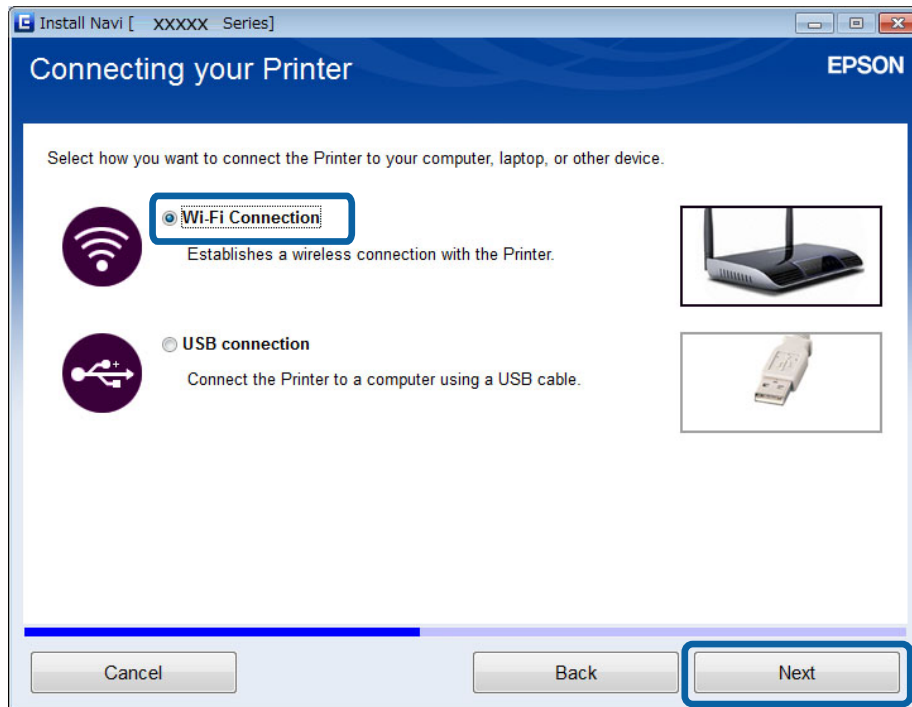 Install Navi [ XXXXX Series]
Connecting your Printer
EPSON
Select how you want to connect the Printer to your computer, laptop, or other device.
Wi-Fi Connection
Establishes a wireless connection with the Printer.
USB connection
Connect the Printer to a computer using a USB cable.
Cancel
Back
Next